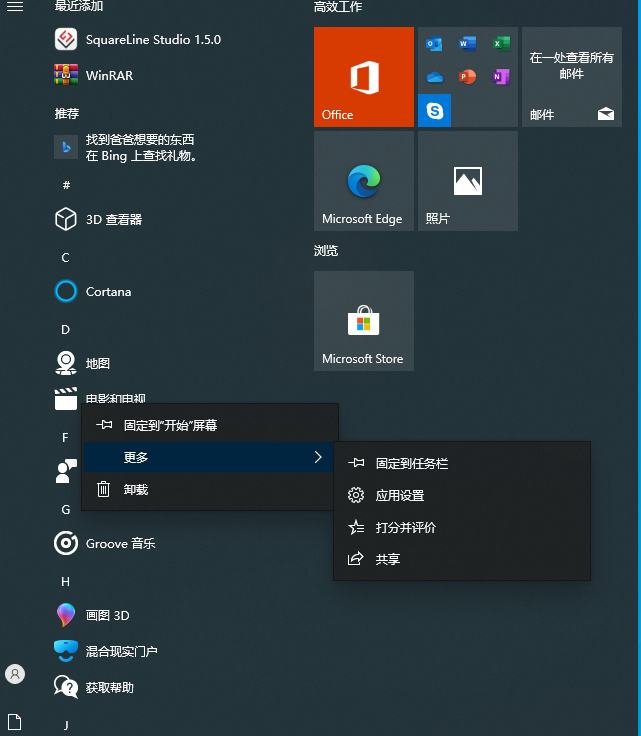 最近添加
SquareLine Studio 1.5.0
WinRAR
推荐
找到爸爸想要的东西
在 Bing 上查找礼物。
#
3D 查看器
C
Cortana
D
地图
电影和电视
F
G
Groove 音乐
H
画图 3D
混合现实门户
获取帮助
J
高效工作
Office
在一处查看所有
邮件
邮件
Microsoft Edge
照片
浏览
Microsoft Store
固定到"开始"屏幕
更多
卸载
固定到任务栏
应用设置
打分并评价
共享